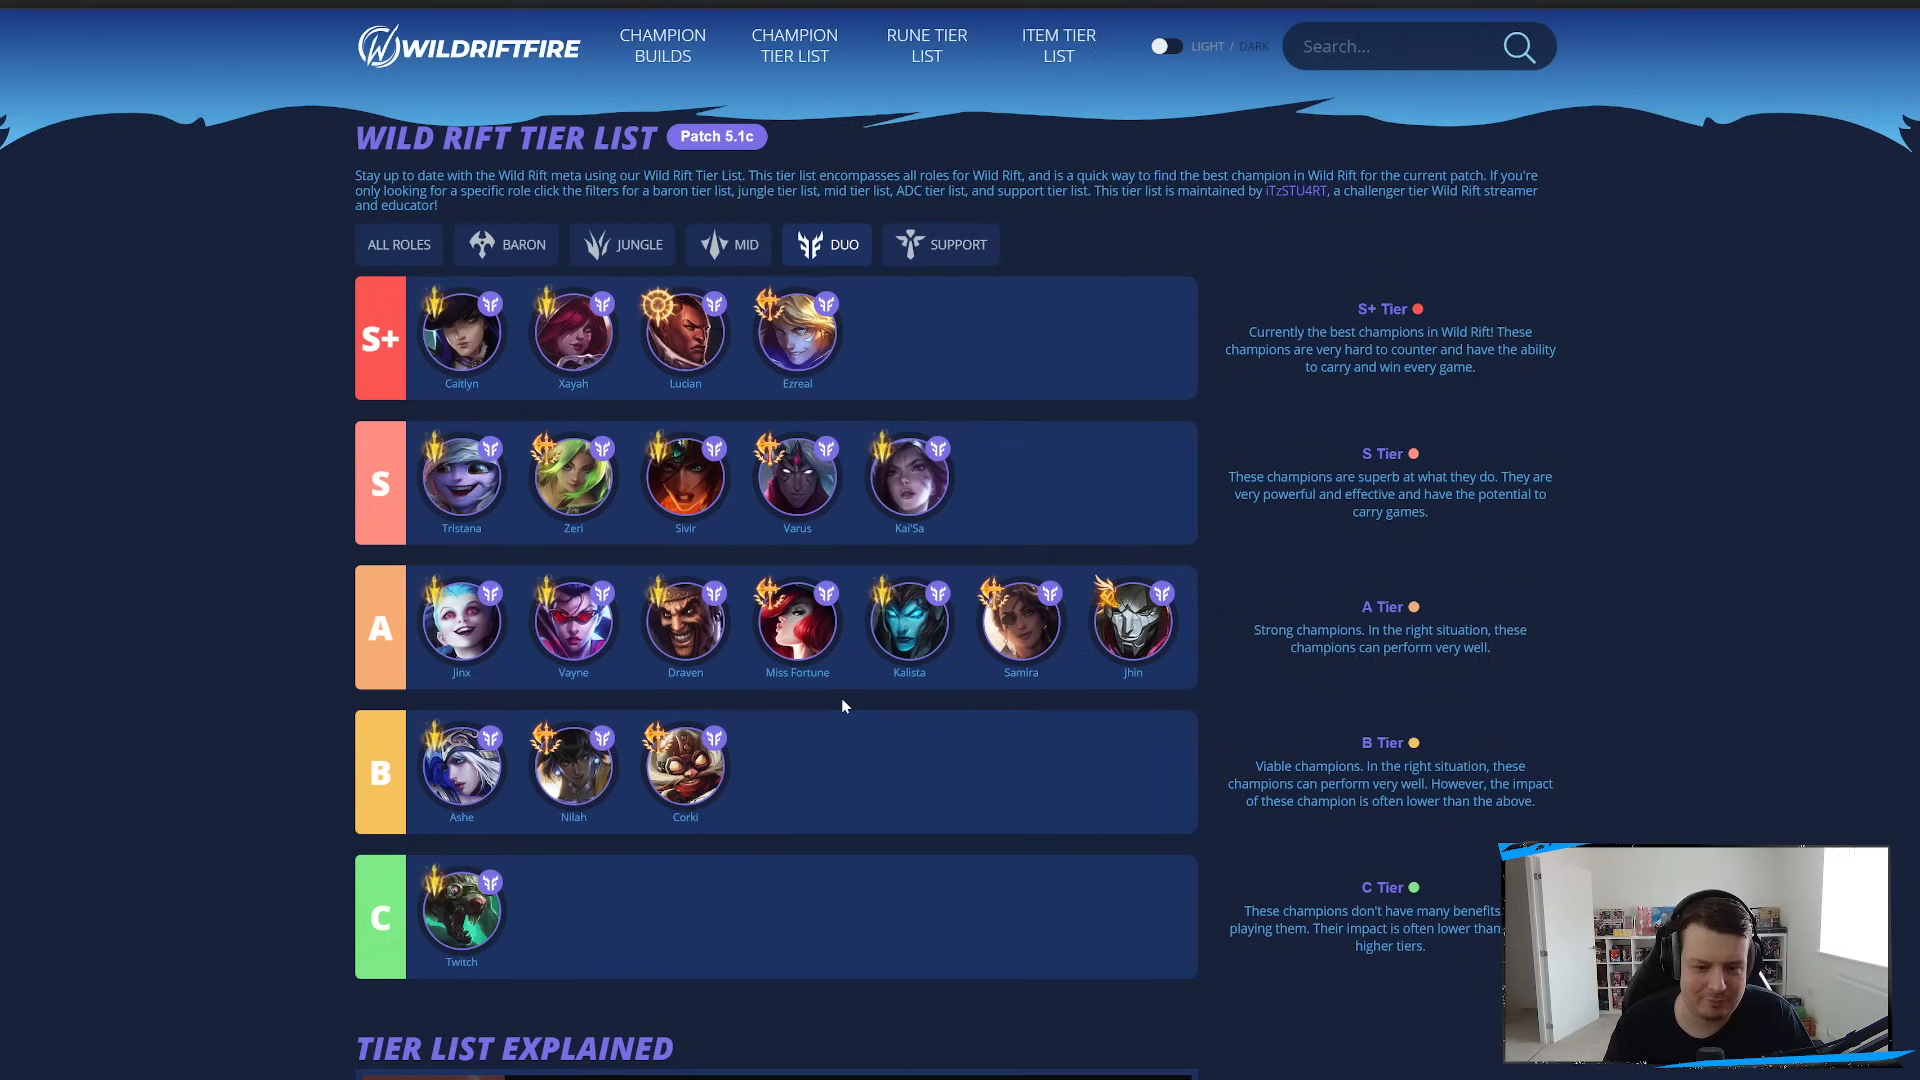 WILDRIFTFIRE
CHAMPION
BUILDS
CHAMPION
TIER LIST
RUNE TIER
LIST
ITEM TIER
LIST
LIGHT / DARK
Search...
WILD RIFT TIER LIST
Patch 5.1c
Stay up to date with the Wild Rift meta using our Wild Rift Tier List. This tier list encompasses all roles for Wild Rift, and is a quick way to find the best champion in Wild Rift for the current patch. If you're
only looking for a specific role click the filters for a baron tier list, jungle tier list, mid tier list, ADC tier list, and support tier list. This tier list is maintained by iTzSTU4RT, a challenger tier Wild Rift streamer
and educator!
ALL ROLES
BARON
JUNGLE
MID
DUO
SUPPORT
S+
Caitlyn
Xayah
Lucian
Ezreal
S+ Tier
Currently the best champions in Wild Rift! These
champions are very hard to counter and have the ability
to carry and win every game.
S
Tristana
Zeri
Sivir
Varus
Kai'Sa
S Tier
These champions are superb at what they do. They are
very powerful and effective and have the potential to
carry games.
A
Jinx
Vayne
Draven
Miss Fortune
Kalista
Samira
Jhin
A Tier
Strong champions. In the right situation, these
champions can perform very well.
B
Ashe
Nilah
Corki
B Tier
Viable champions. In the right situation, these
champions can perform very well. However, the impact
of these champion is often lower than the above.
C
Twitch
C Tier
These champions don't have many benefits
playing them. Their impact is often lower than
higher tiers.
TIER LIST EXPLAINED